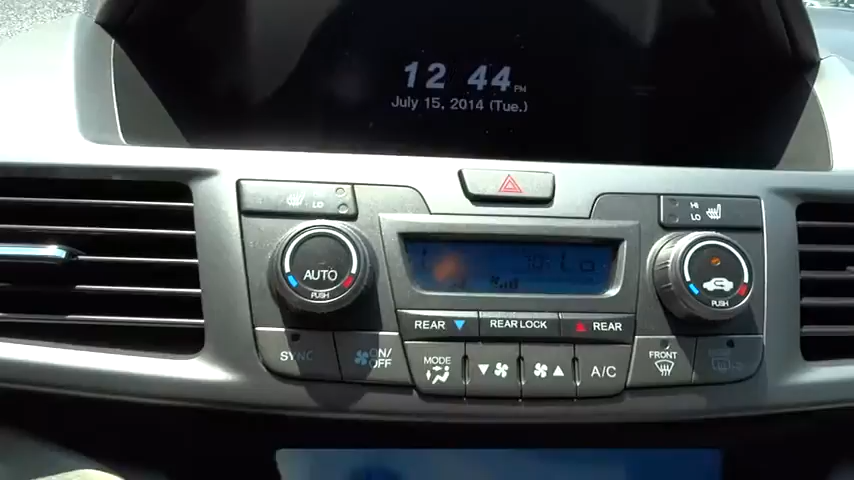 12 44 PM
July 15, 2014 (Tue.)
LO
HI
LO
AUTO
PUSH
PUSH
REAR
REAR LOCK
REAR
SYNC
ON/
OFF
MODE
A/C
FRONT